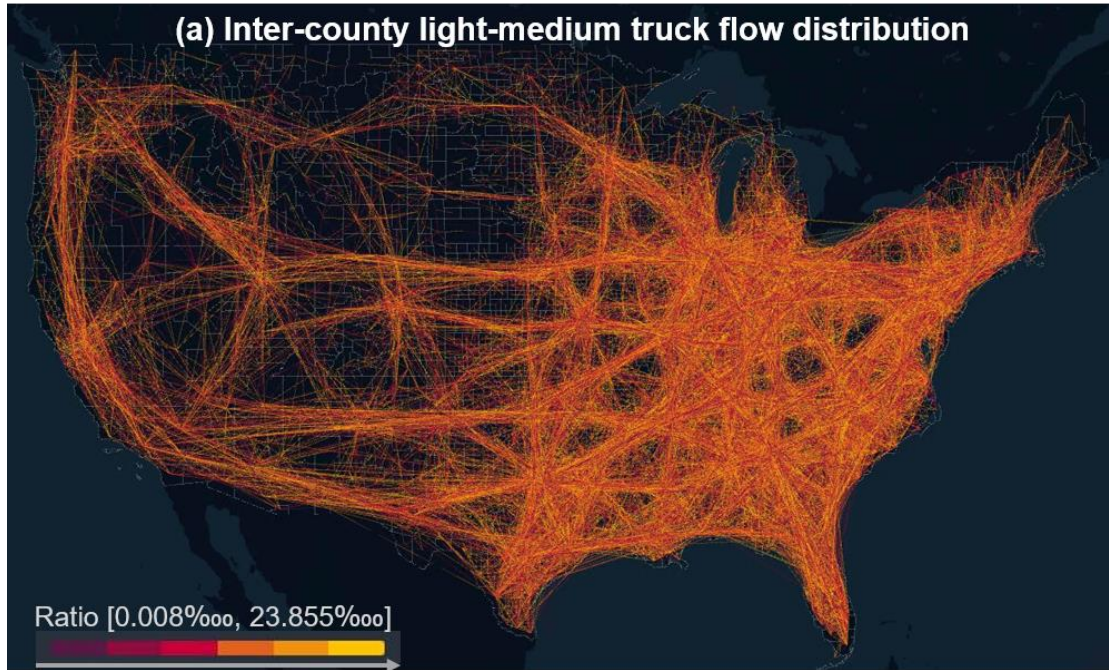 (a) Inter-county light-medium truck flow distribution
Ratio [0.008‱, 23.855‱]